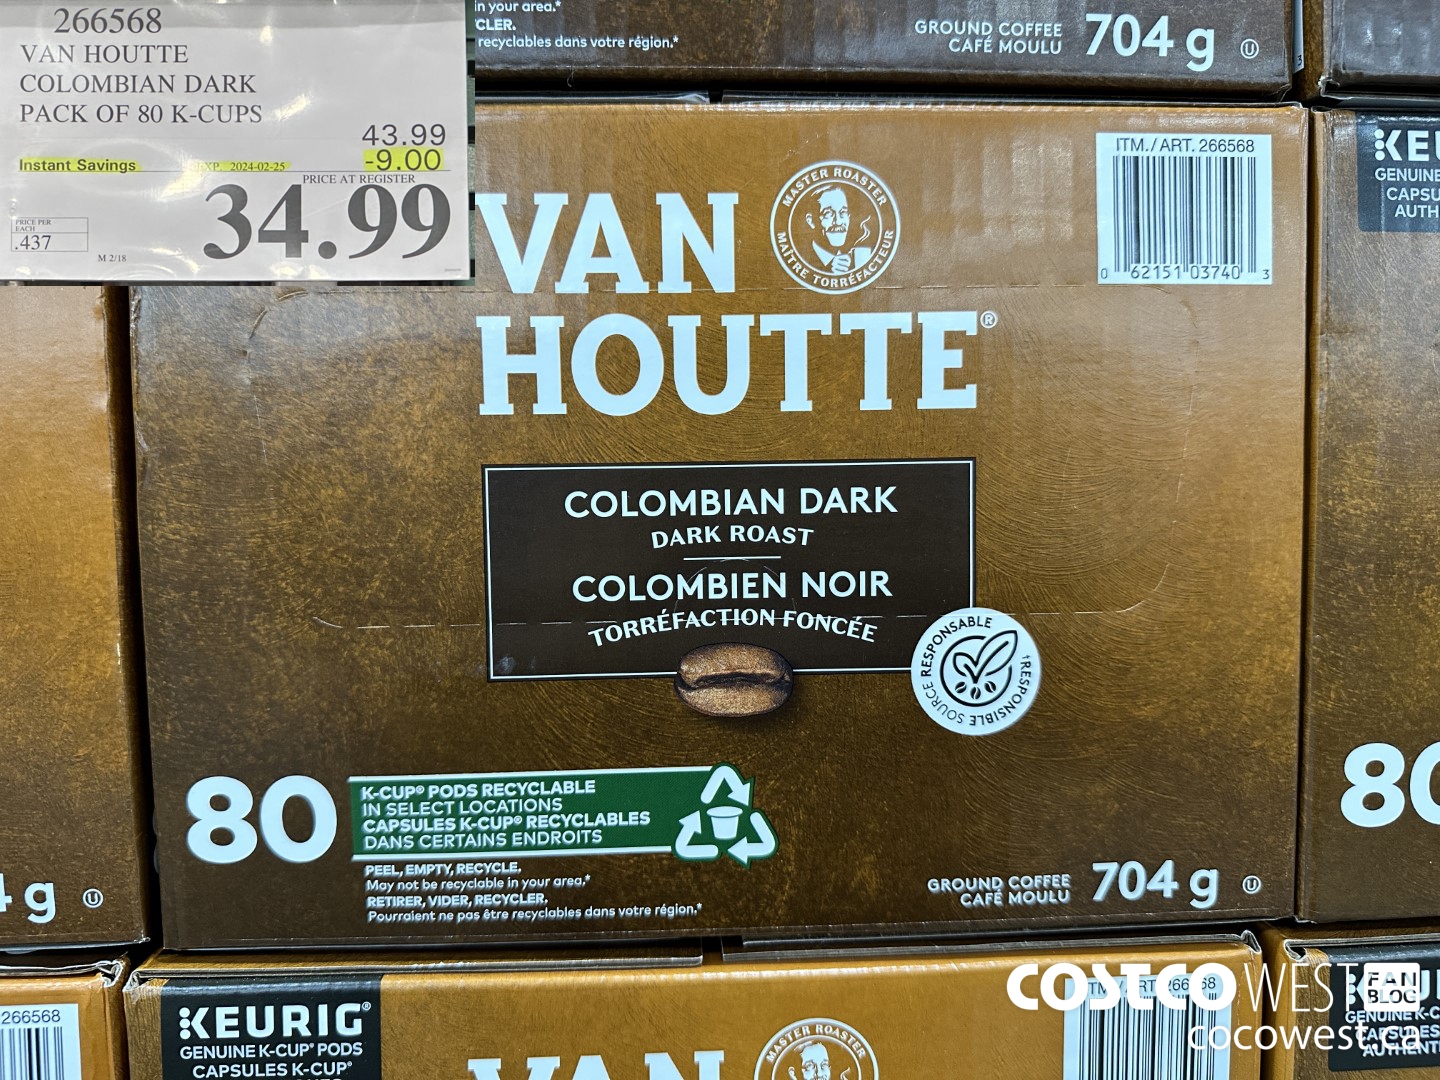 266568
VAN HOUTTE
COLOMBIAN DARK
PACK OF 80 K-CUPS
43.99
Instant Savings
EXP. 2024-02-25
-9.00
PRICE AT REGISTER
34.99
PRICE PER
EACH
.437
M 2/18
in your area.*
recyclables dans votre région.*
GROUND COFFEE
CAFÉ MOULU
704 g
U
3
ITM./ART. 266568
0 62151 03740 3
VAN
HOUTTE®
MASTER ROASTER
MAÎTRE TORRÉFACTEUR
COLOMBIAN DARK
DARK ROAST
COLOMBIEN NOIR
TORRÉFACTION FONCÉE
SOURCE RESPONSABLE
RESPONSIBLE
80
K-CUP® PODS RECYCLABLE
IN SELECT LOCATIONS
CAPSULES K-CUP® RECYCLABLES
DANS CERTAINS ENDROITS
PEEL, EMPTY, RECYCLE.
May not be recyclable in your area.*
RETIRER, VIDER, RECYCLER.
Pourraient ne pas être recyclables dans votre région.*
GROUND COFFEE
CAFÉ MOULU
704 g
U
4 g
U
KEU
GENUINE
CAPSU
AUTH
80
266568
KEURIG®
GENUINE K-CUP® PODS
CAPSULES K-CUP®
VAN
MASTER ROASTER
COSTCO WEST
FAN
BLOG
cocowest.ca